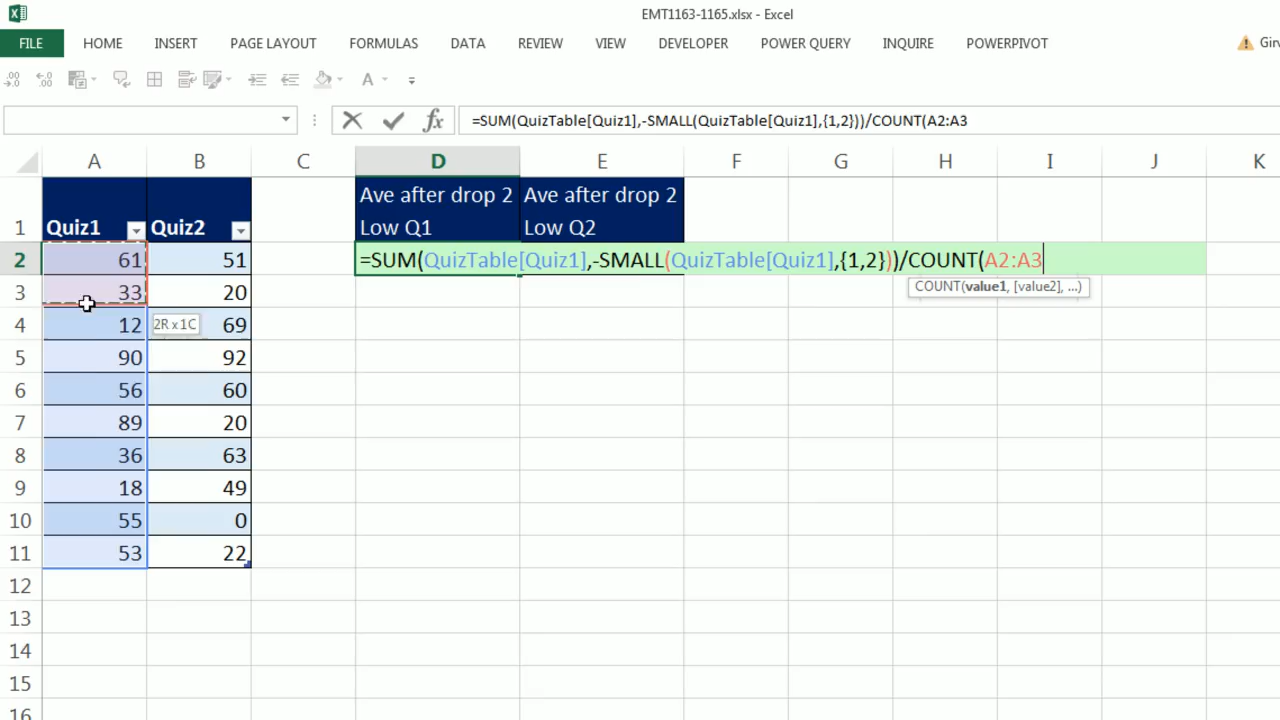 EMT1163-1165.xlsx - Excel
FILE HOME INSERT PAGE LAYOUT FORMULAS DATA REVIEW VIEW DEVELOPER POWER QUERY INQUIRE POWERPIVOT
=SUM(QuizTable[Quiz1],-SMALL(QuizTable[Quiz1],{1,2}))/COUNT(A2:A3
A B C D E F G H I J K
Ave after drop 2 Ave after drop 2
1 Quiz1 Quiz2 Low Q1 Low Q2
2 61 51 =SUM(QuizTable[Quiz1],-SMALL(QuizTable[Quiz1],{1,2}))/COUNT(A2:A3
3 33 20 COUNT(value1, [value2], ...)
4 12 2R x 1C 69
5 90 92
6 56 60
7 89 20
8 36 63
9 18 49
10 55 0
11 53 22
12
13
14
15
16